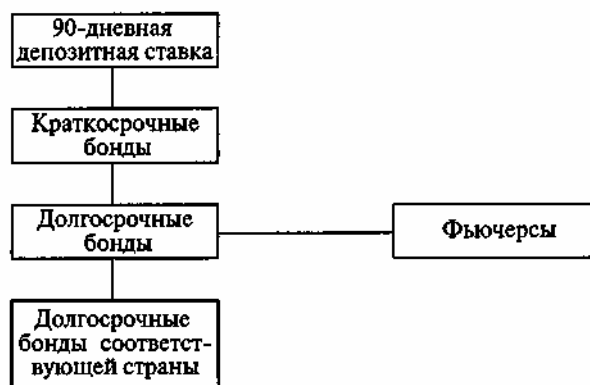 90-дневная
депозитная ставка
Краткосрочные
бонды
Долгосрочные
бонды
Фьючерсы
Долгосрочные
бонды соответст-
вующей страны